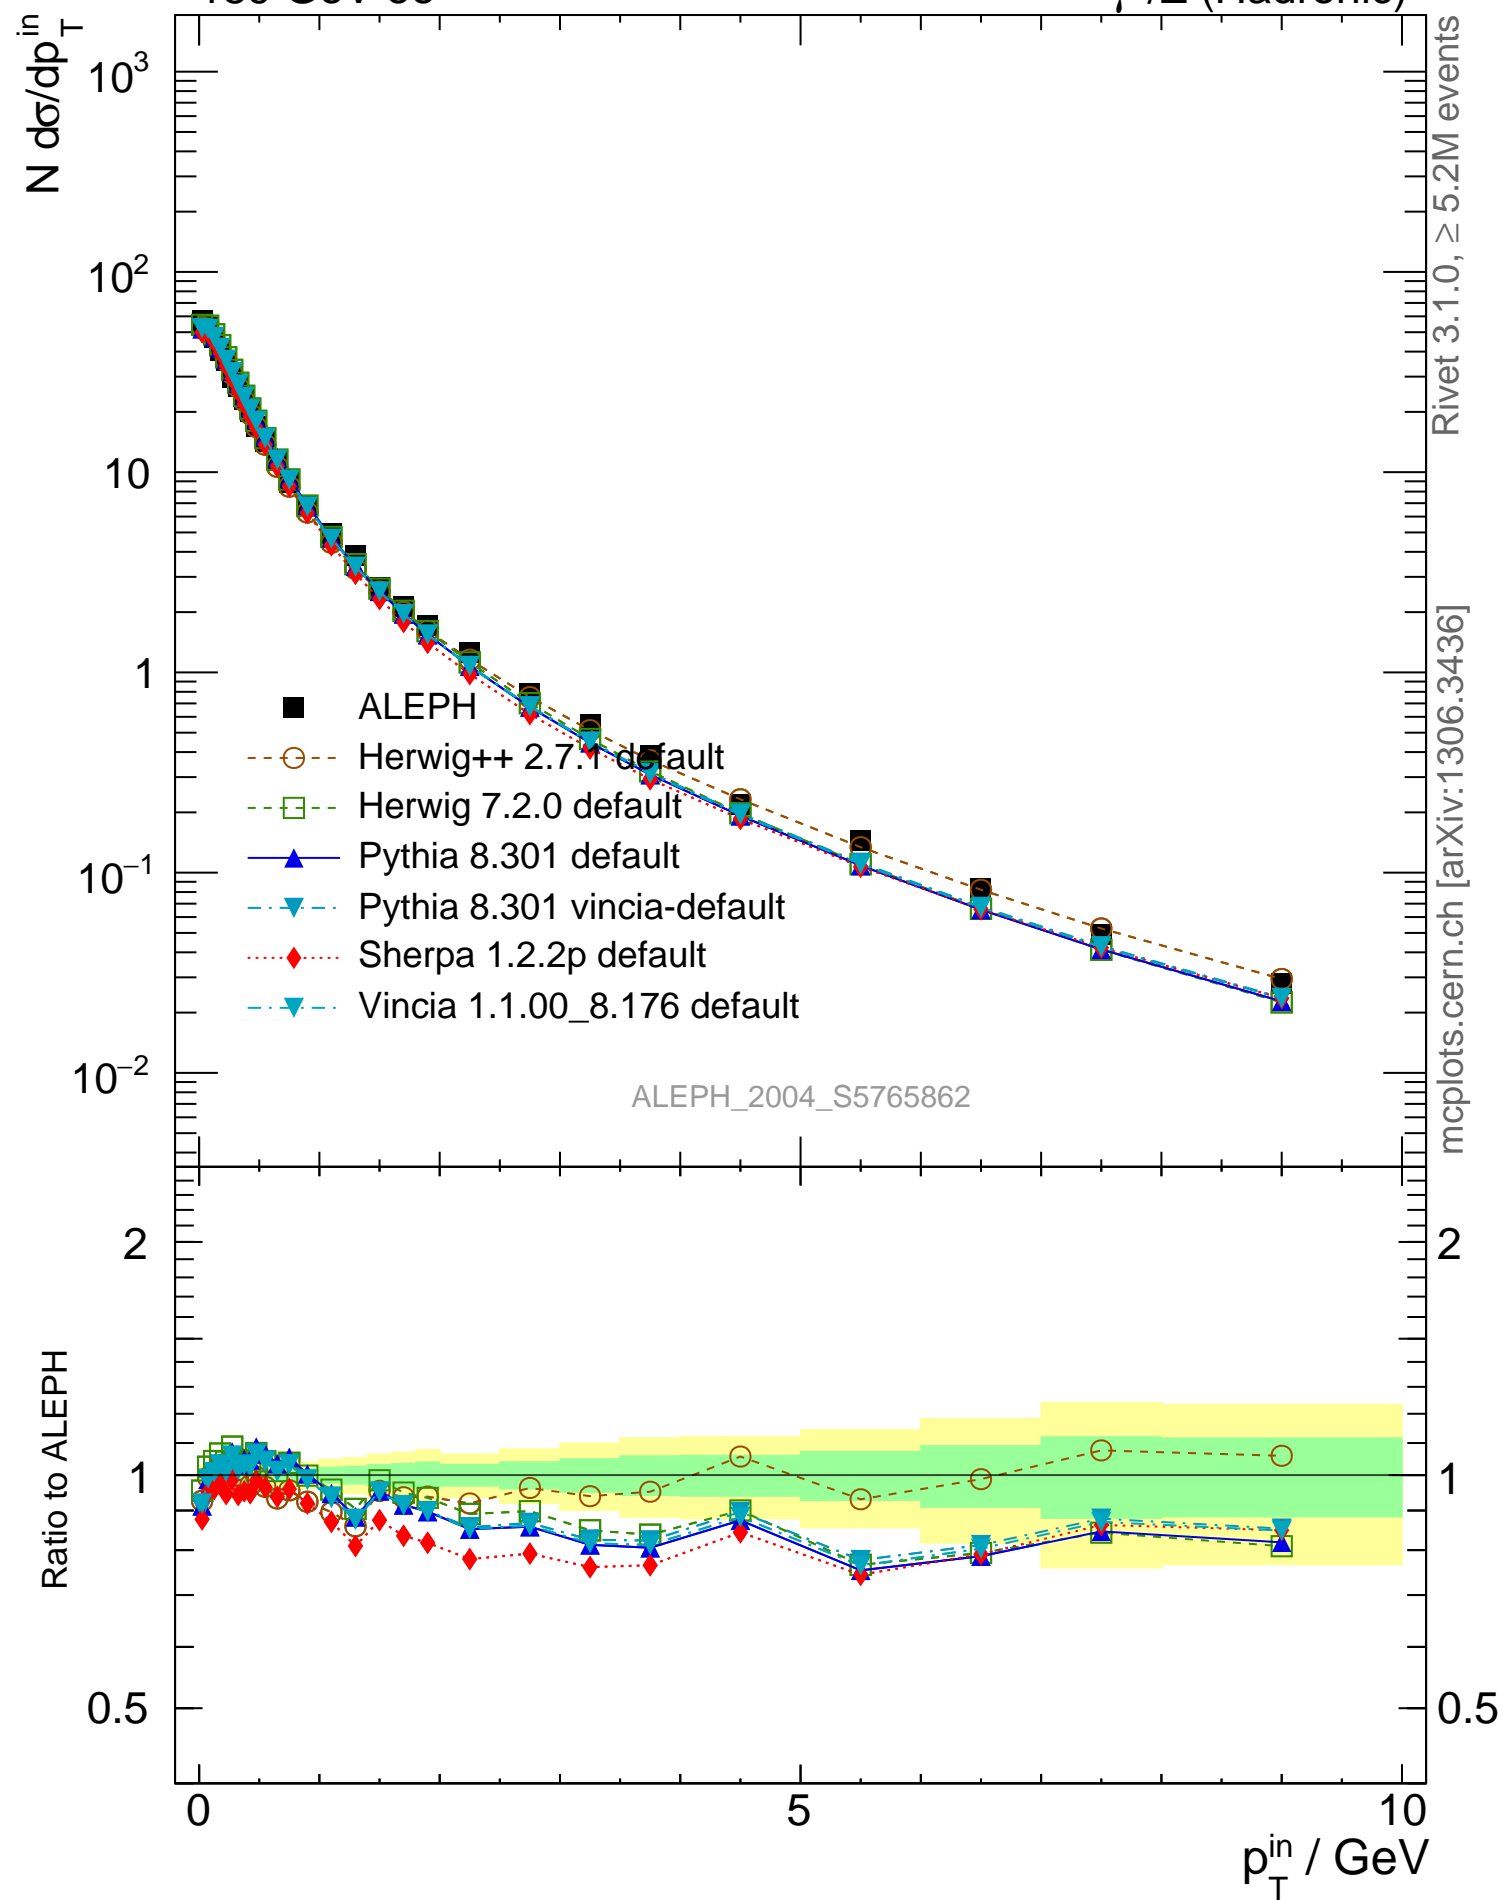 N dσ/dp_T^in
10^3
10^2
10
1
10^−1
10^−2
ALEPH
Herwig++ 2.7.1 default
Herwig 7.2.0 default
Pythia 8.301 default
Pythia 8.301 vincia-default
Sherpa 1.2.2p default
Vincia 1.1.00_8.176 default
ALEPH_2004_S5765862
Rivet 3.1.0, ≥ 5.2M events
mcplots.cern.ch [arXiv:1306.3436]
Ratio to ALEPH
2
1
0.5
2
1
0.5
0
5
10
p_T^in / GeV